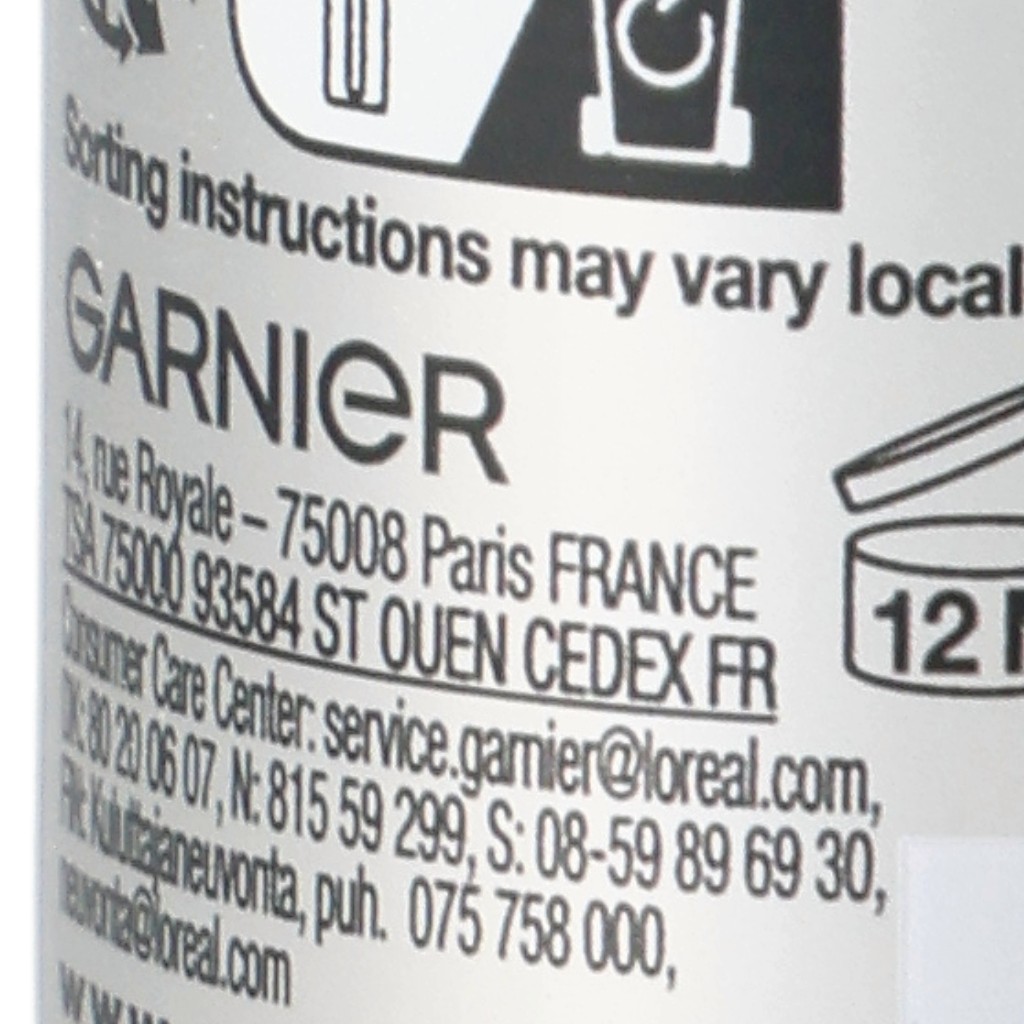 Sorting instructions may vary local
GARNIER
14, rue Royale – 75008 Paris FRANCE
TSA 75000 93584 ST OUEN CEDEX FR
Consumer Care Center: service.garnier@loreal.com,
DK: 80 20 06 07, N: 815 59 299, S: 08-59 89 69 30,
FIN: Kuluttajaneuvonta, puh. 075 758 000,
neuvonta@loreal.com
12